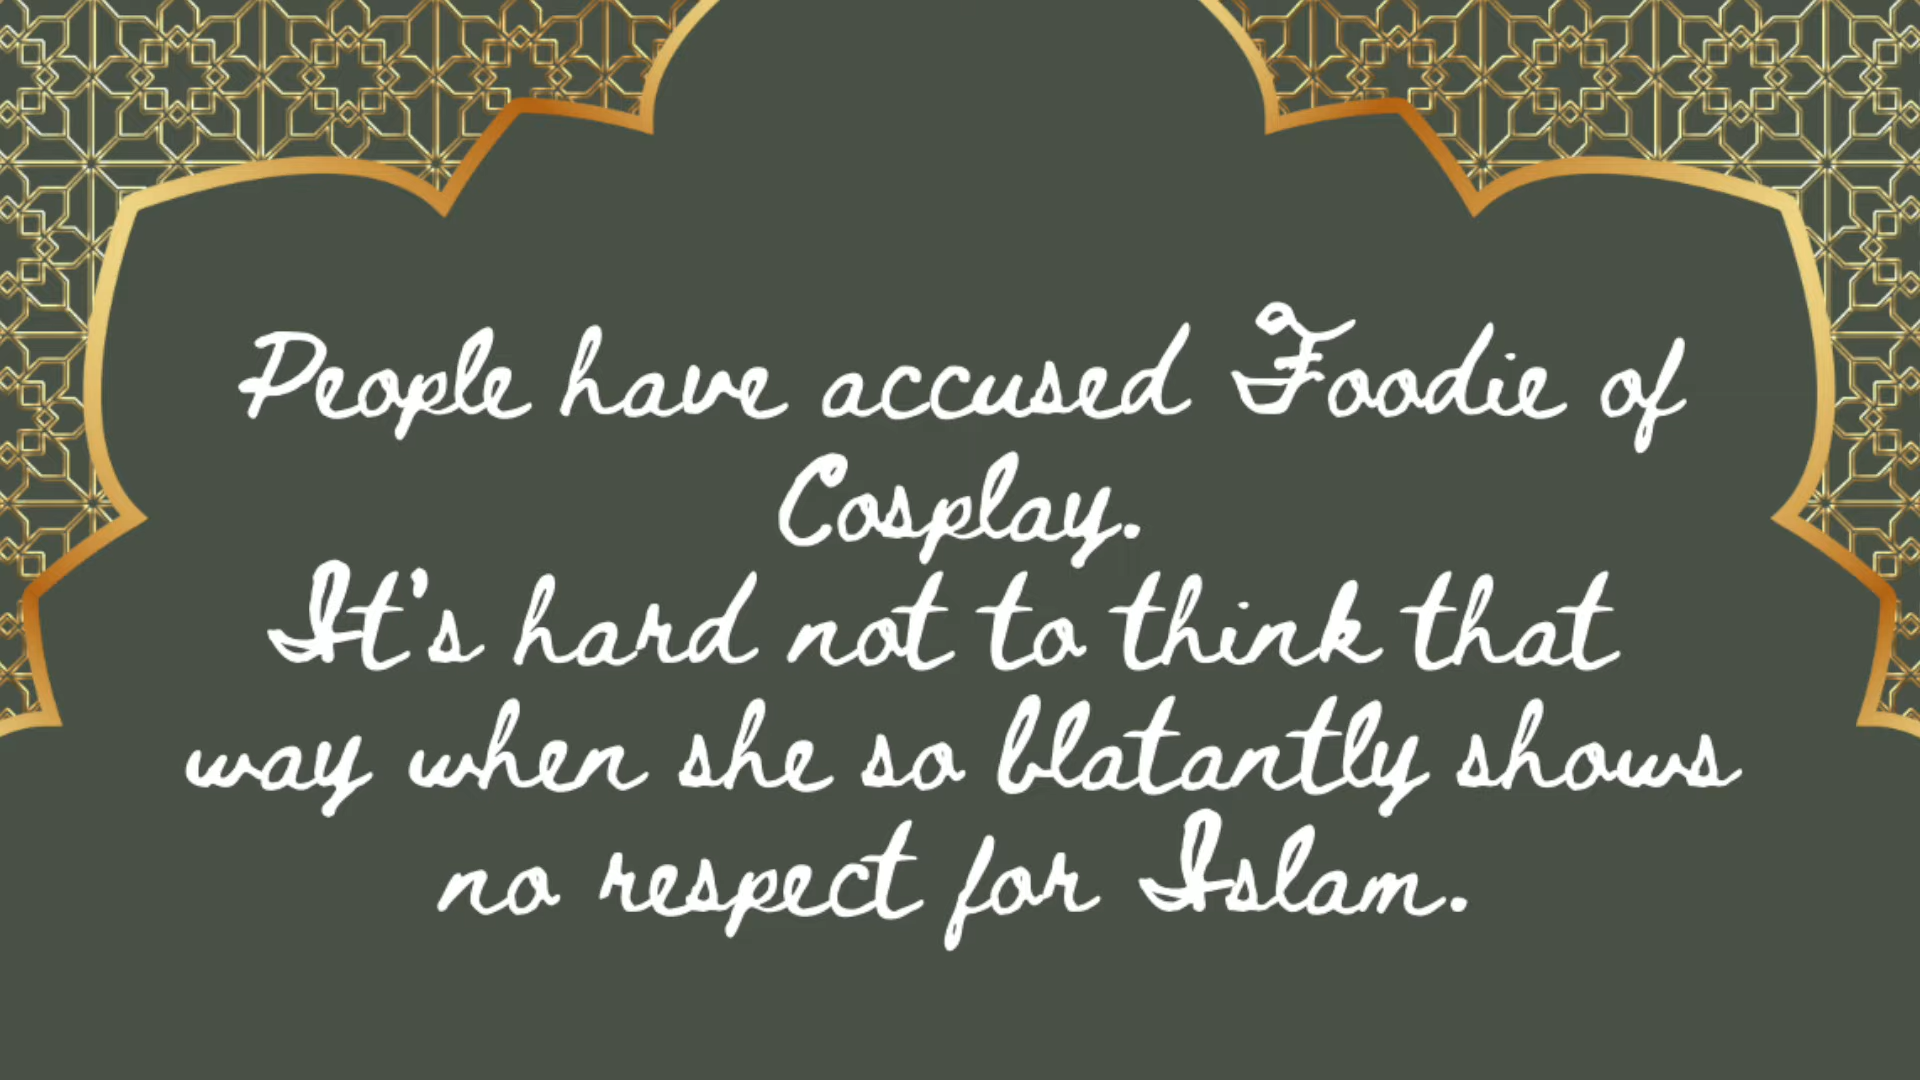 People have accused Foodie of
Cosplay.
It's hard not to think that
way when she so blatantly shows
no respect for Islam.